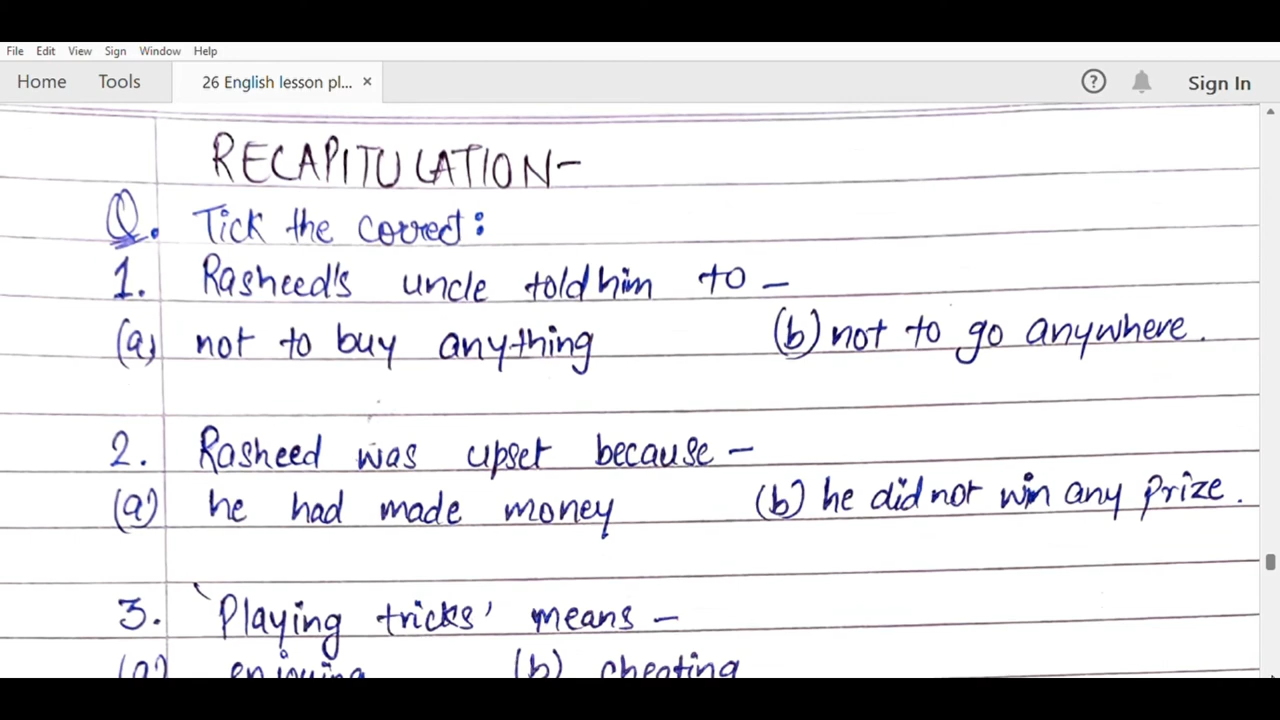 File Edit View Sign Window Help
Home Tools 26 English lesson pl... × ? Sign In
RECAPITULATION-
Q. Tick the correct:
1. Rasheed's uncle told him to —
(a) not to buy anything (b) not to go anywhere.
2. Rasheed was upset because —
(a) he had made money (b) he did not win any prize.
3. 'Playing tricks' means —
(a) enjoying (b) cheating